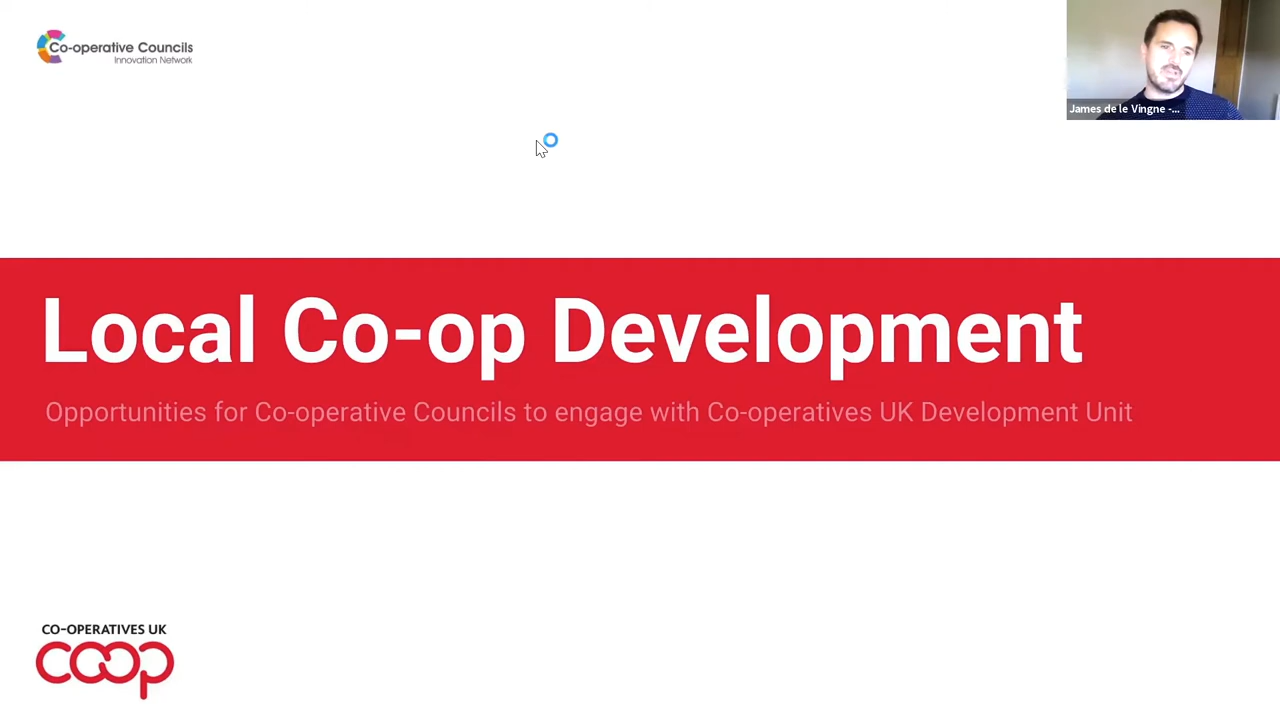 Co-operative Councils
Innovation Network
James de le Vingne -...
Local Co-op Development
Opportunities for Co-operative Councils to engage with Co-operatives UK Development Unit
CO-OPERATIVES UK
coop